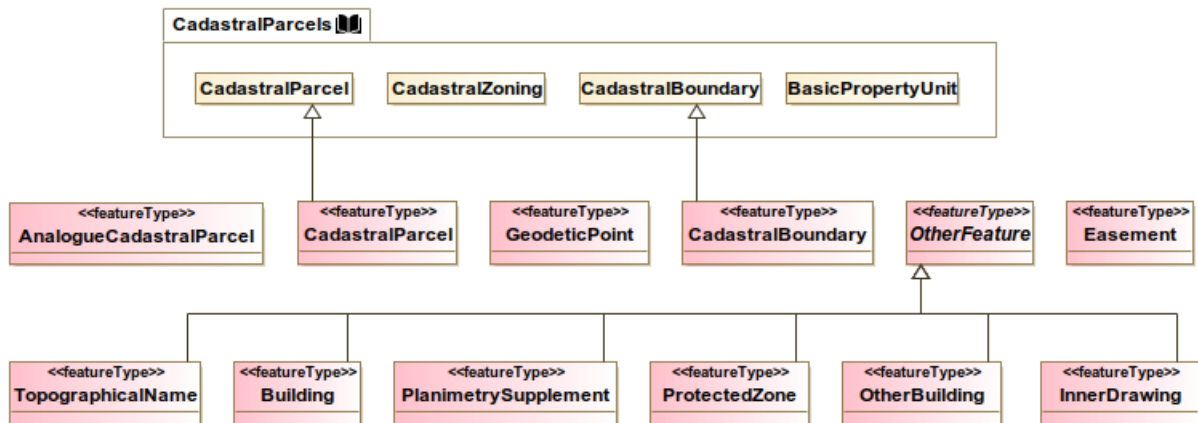 CadastralParcels
CadastralParcel
CadastralZoning
CadastralBoundary
BasicPropertyUnit
<<featureType>>
AnalogueCadastralParcel
<<featureType>>
CadastralParcel
<<featureType>>
GeodeticPoint
<<featureType>>
CadastralBoundary
<<featureType>>
OtherFeature
<<featureType>>
Easement
<<featureType>>
TopographicalName
<<featureType>>
Building
<<featureType>>
PlanimetrySupplement
<<featureType>>
ProtectedZone
<<featureType>>
OtherBuilding
<<featureType>>
InnerDrawing